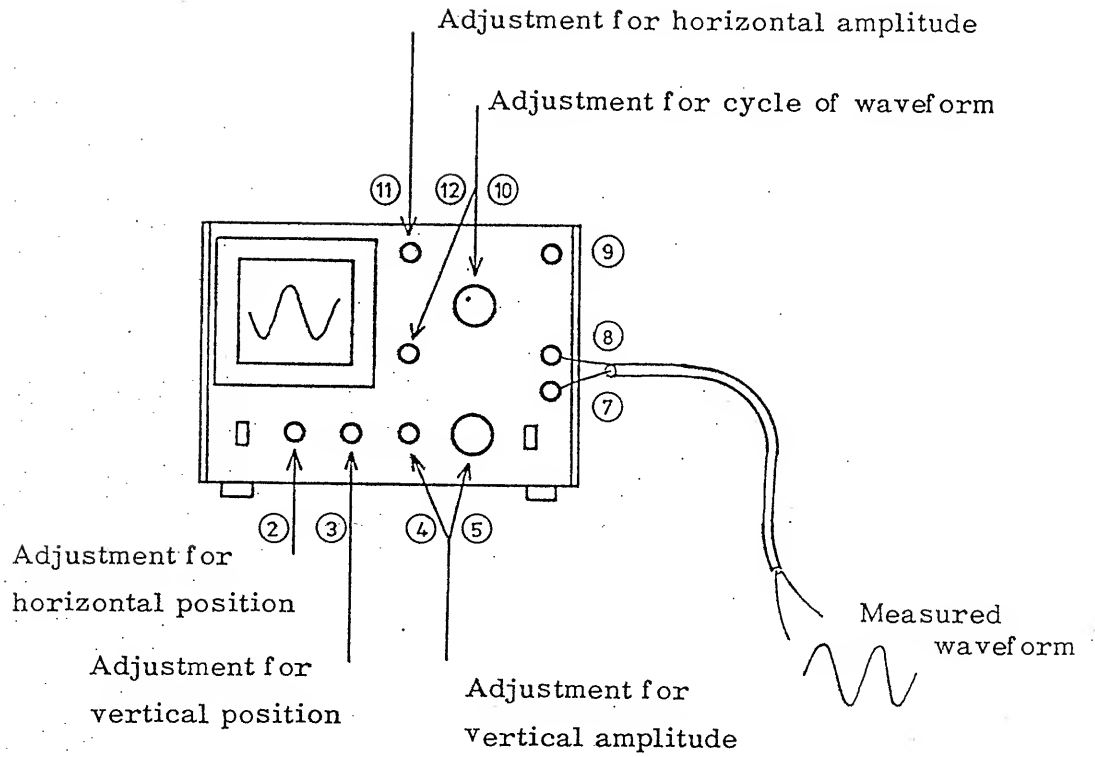 Adjustment for horizontal amplitude
Adjustment for cycle of waveform
⑪ ⑫ ⑩
⑨
⑧
⑦
② ③ ④ ⑤
Adjustment for
horizontal position
Measured
waveform
Adjustment for
vertical position
Adjustment for
vertical amplitude